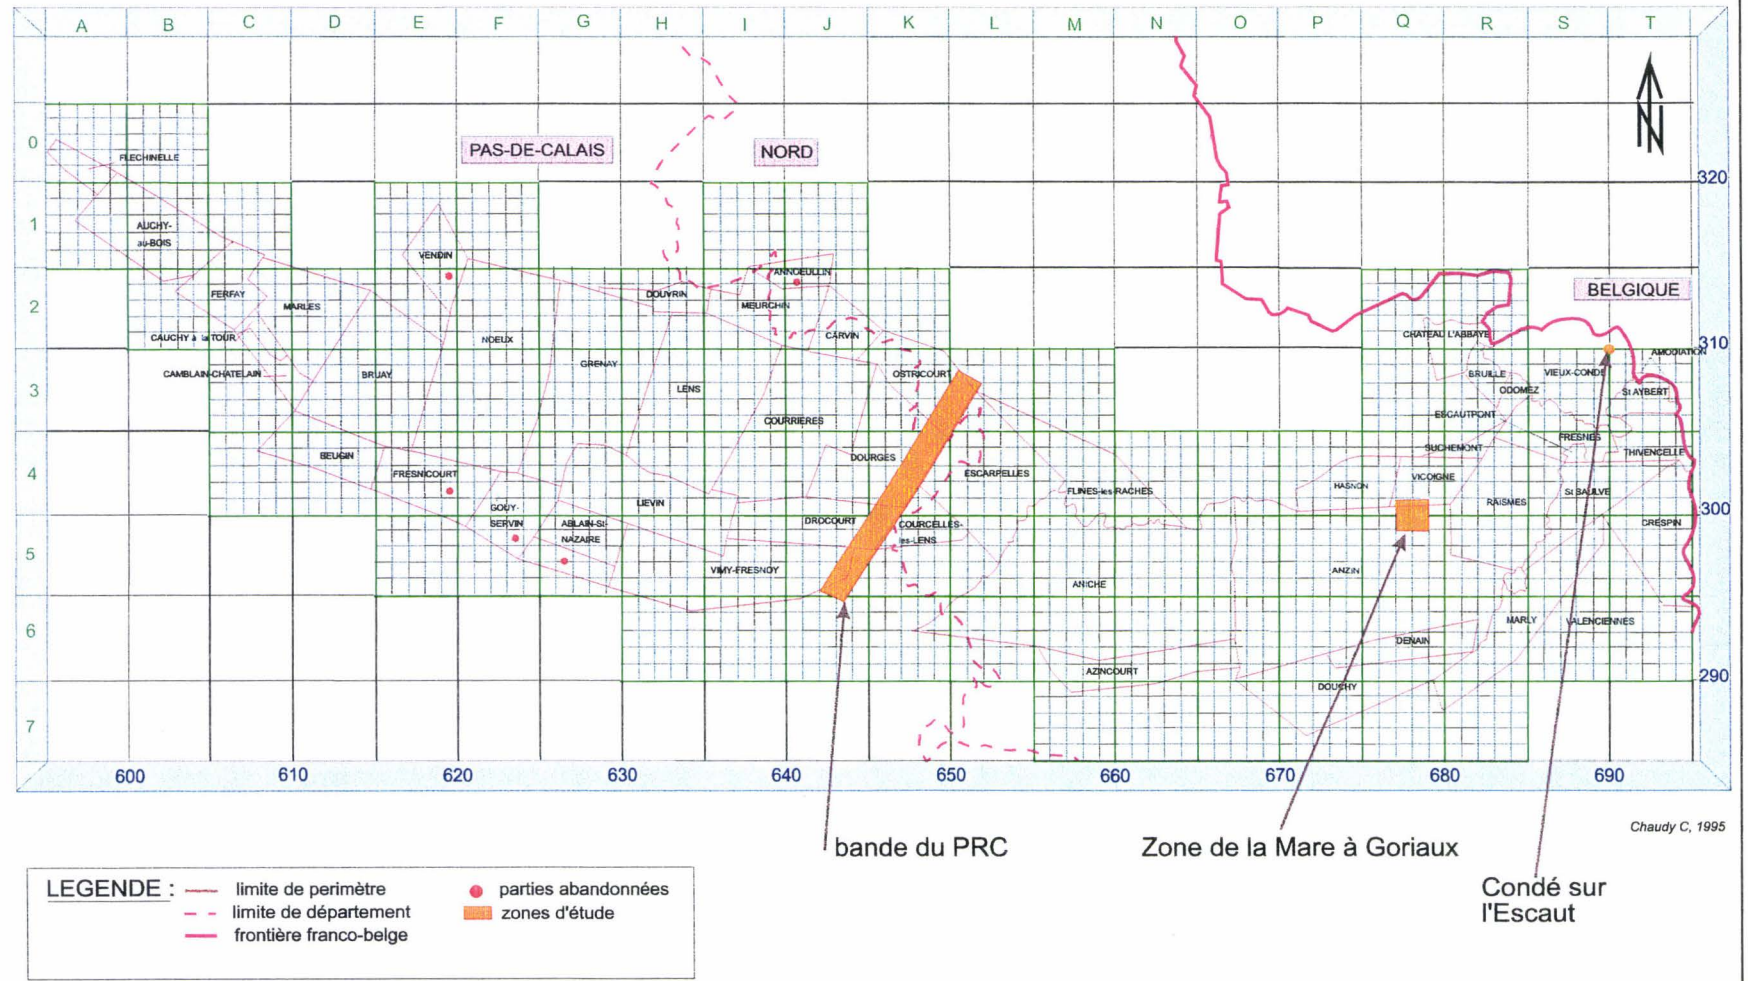 A B C D E F G H I J K L M N O P Q R S T
0
PAS-DE-CALAIS
NORD
N
FLECHINELLE
320
1
AUCHY-
au-BOIS
VENDIN
ANNOEULLIN
BELGIQUE
2
FERFAY
MARLES
DOUVRIN
MEURCHIN
CAUCHY à la TOUR
NOEUX
CARVIN
CHATEAU L'ABBAYE
310
AMODIATION
GRENAY
CAMBLAIN-CHATELAIN
BRUAY
OSTRICOURT
BRUILLE
VIEUX-CONDE
3
LENS
ODOMEZ
St AYBERT
COURRIERES
ESCAUTPONT
FRESNES
BEUGIN
DOURGES
SUCHEMONT
THIVENCELLE
4
FRESNICOURT
ESCARPELLES
VICOIGNE
HASNON
FLINES-les-RACHES
St SAULVE
LIEVIN
RAISMES
GOUY-
SERVIN
ABLAIN-St-
NAZAIRE
DROCOURT
COURCELLES-
les-LENS
CRESPIN
300
5
VIMY-FRESNOY
ANZIN
ANICHE
6
MARLY
VALENCIENNES
DENAIN
AZINCOURT
DOUCHY
290
7
600 610 620 630 640 650 660 670 680 690
Chaudy C, 1995
bande du PRC
Zone de la Mare à Goriaux
Condé sur
l'Escaut
LEGENDE :
limite de perimètre
parties abandonnées
limite de département
zones d'étude
frontière franco-belge